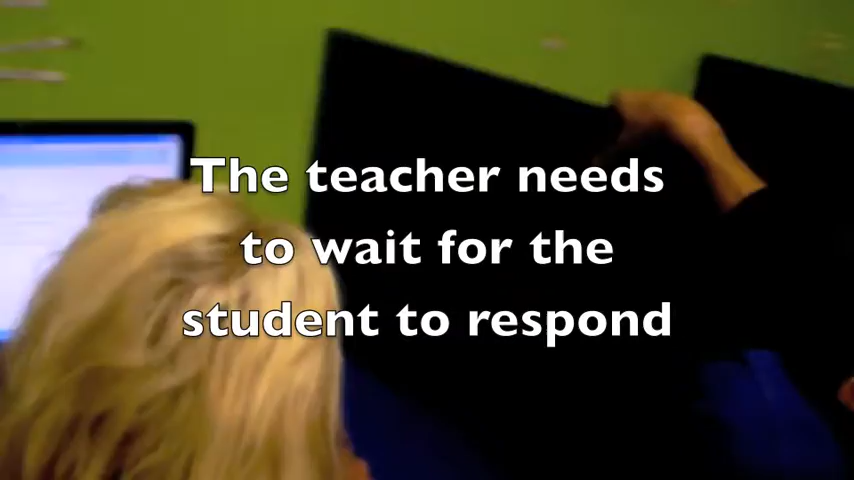 The teacher needs
to wait for the
student to respond